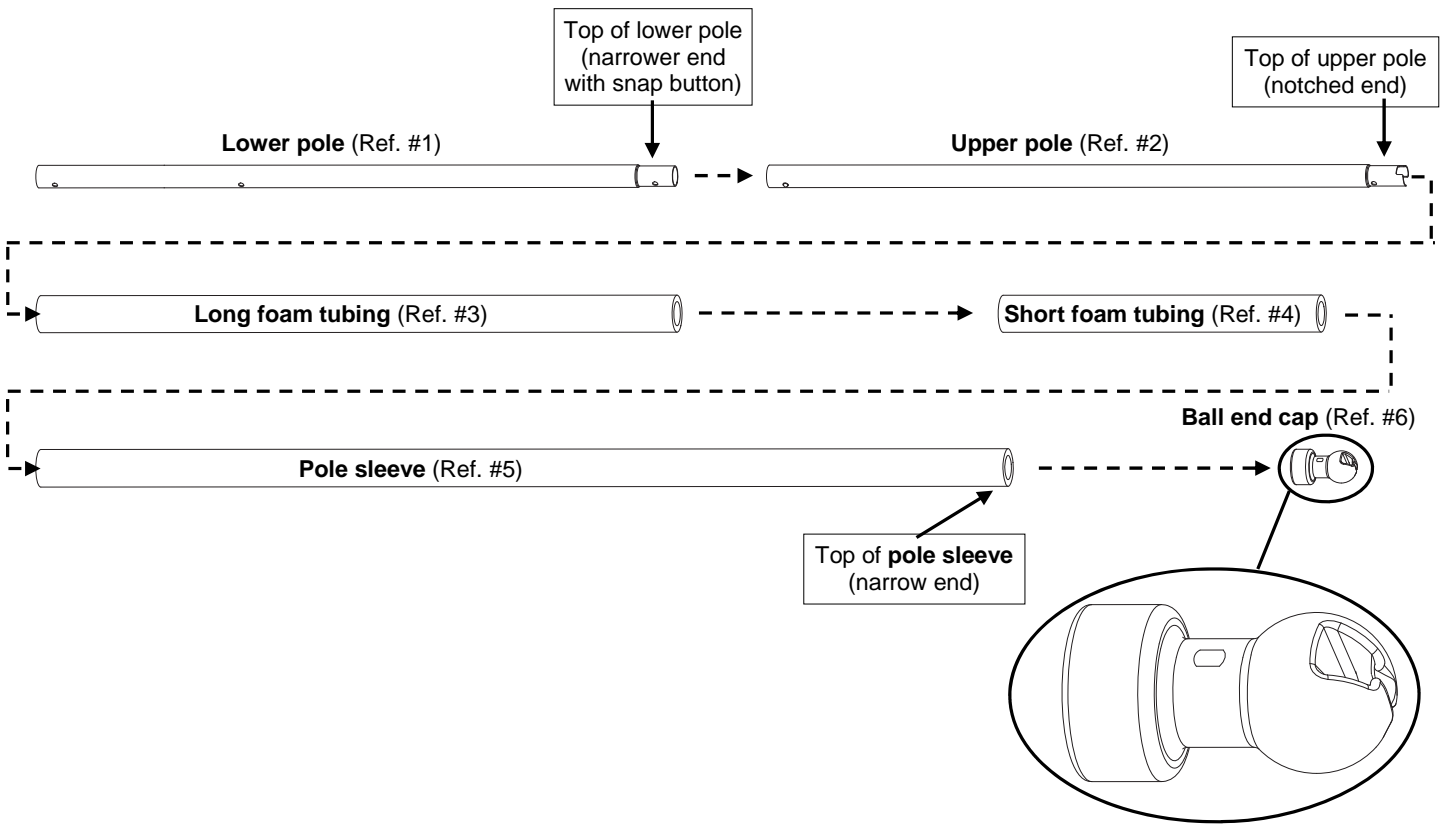 Top of lower pole
(narrower end
with snap button)
Top of upper pole
(notched end)
Lower pole (Ref. #1)
Upper pole (Ref. #2)
Long foam tubing (Ref. #3)
Short foam tubing (Ref. #4)
Ball end cap (Ref. #6)
Pole sleeve (Ref. #5)
Top of pole sleeve
(narrow end)